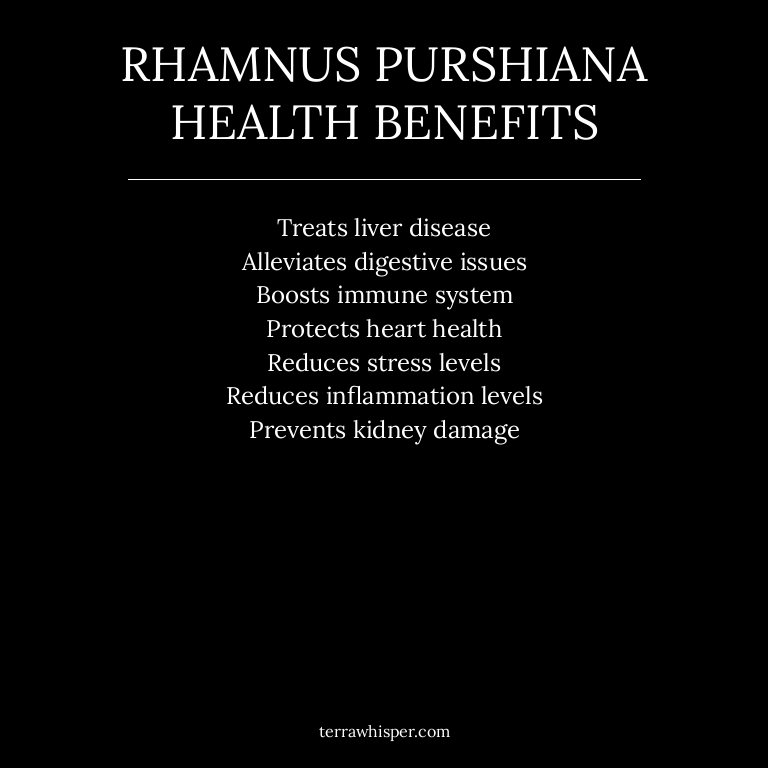 RHAMNUS PURSHIANA
HEALTH BENEFITS
Treats liver disease
Alleviates digestive issues
Boosts immune system
Protects heart health
Reduces stress levels
Reduces inflammation levels
Prevents kidney damage
terrawhisper.com